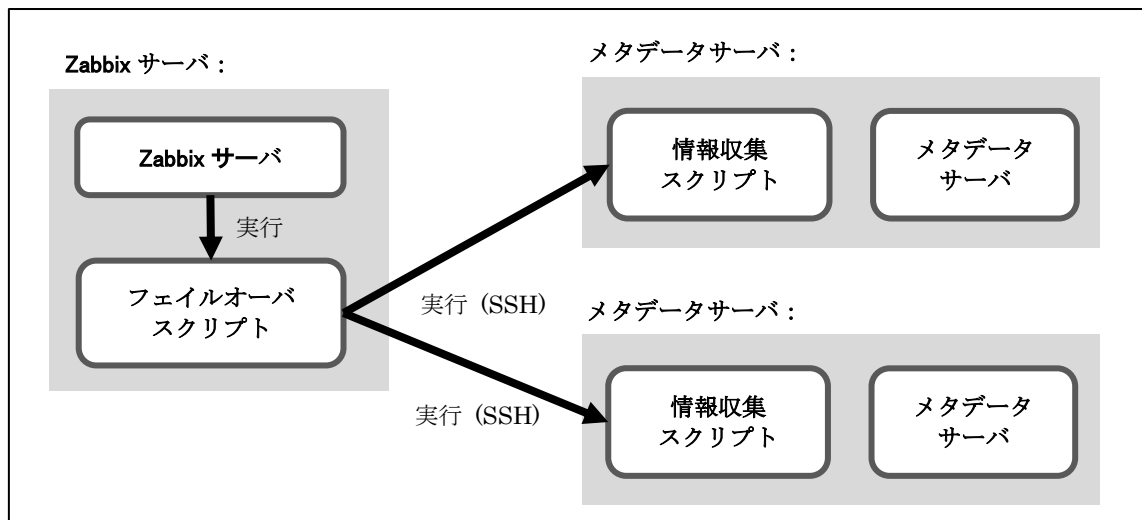 Zabbix サーバ：
Zabbix サーバ
実行
フェイルオーバ
スクリプト
実行 (SSH)
実行 (SSH)
メタデータサーバ：
情報収集
スクリプト
メタデータ
サーバ
メタデータサーバ：
情報収集
スクリプト
メタデータ
サーバ